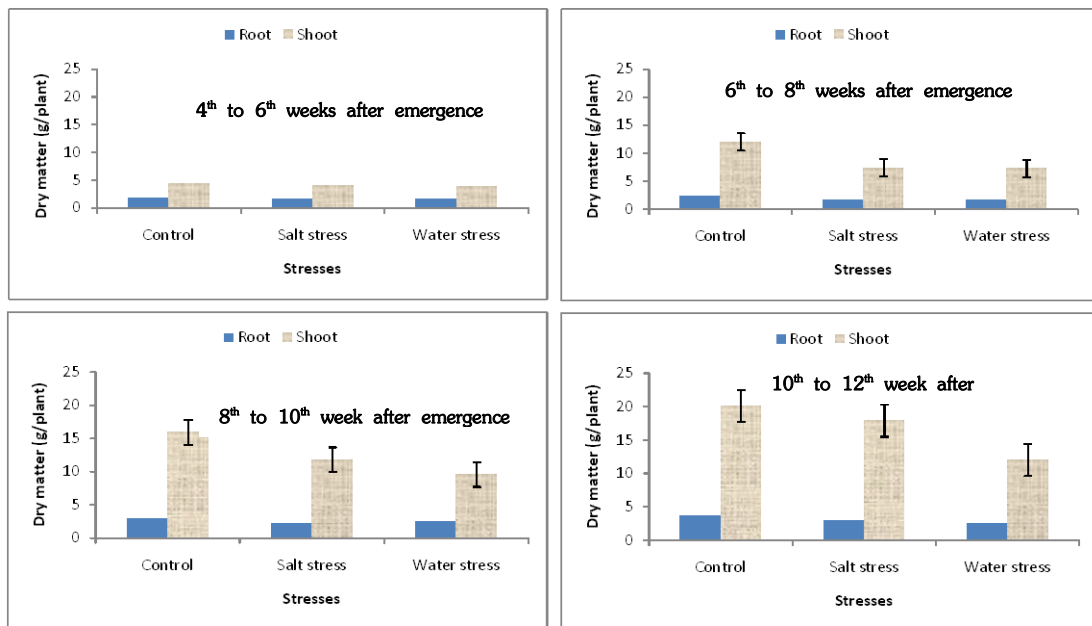 Root Shoot
Dry matter (g/plant)
25
20
15
10
5
0
4th to 6th weeks after emergence
Control Salt stress Water stress
Stresses
Root Shoot
Dry matter (g/plant)
25
20
15
10
5
0
6th to 8th weeks after emergence
Control Salt stress Water stress
Stresses
Root Shoot
Dry matter (g/plant)
25
20
15
10
5
0
8th to 10th week after emergence
Control Salt stress Water stress
Stresses
Root Shoot
Dry matter (g/plant)
25
20
15
10
5
0
10th to 12th week after
Control Salt stress Water stress
Stresses